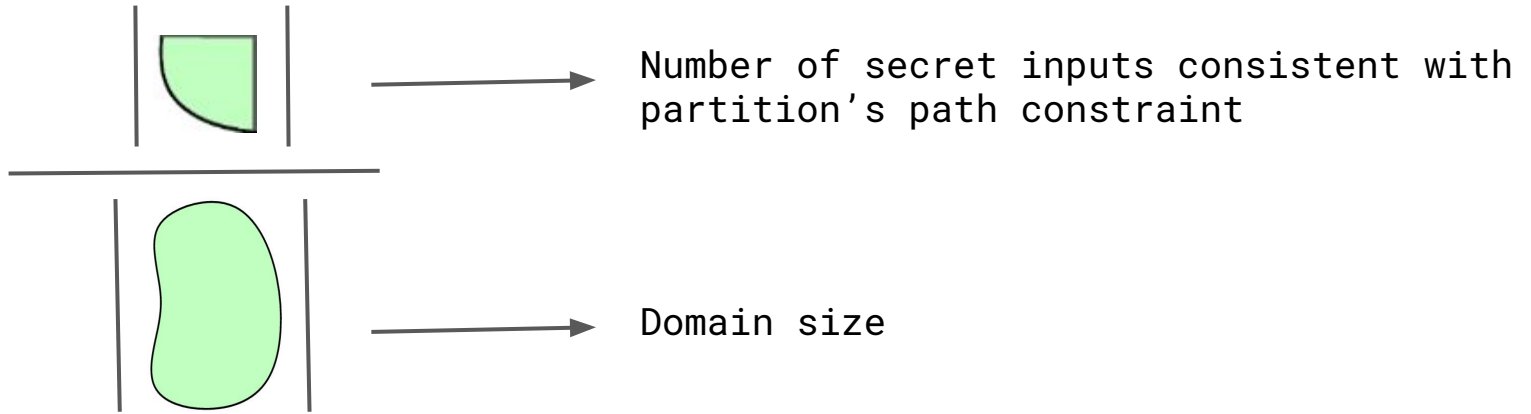 Number of secret inputs consistent with
partition’s path constraint
Domain size